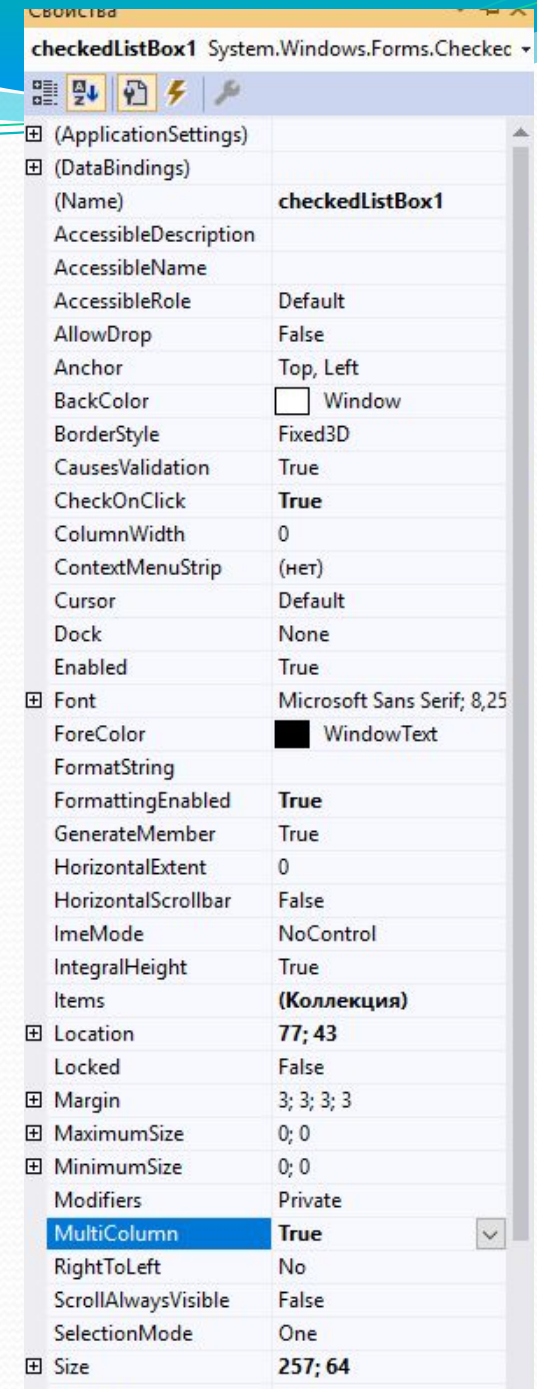 Свойства
checkedListBox1 System.Windows.Forms.Checked
(ApplicationSettings)
(DataBindings)
(Name) checkedListBox1
AccessibleDescription
AccessibleName
AccessibleRole Default
AllowDrop False
Anchor Top, Left
BackColor Window
BorderStyle Fixed3D
CausesValidation True
CheckOnClick True
ColumnWidth 0
ContextMenuStrip (нет)
Cursor Default
Dock None
Enabled True
Font Microsoft Sans Serif; 8,25
ForeColor WindowText
FormatString
FormattingEnabled True
GenerateMember True
HorizontalExtent 0
HorizontalScrollbar False
ImeMode NoControl
IntegralHeight True
Items (Коллекция)
Location 77; 43
Locked False
Margin 3; 3; 3; 3
MaximumSize 0; 0
MinimumSize 0; 0
Modifiers Private
MultiColumn True
RightToLeft No
ScrollAlwaysVisible False
SelectionMode One
Size 257; 64